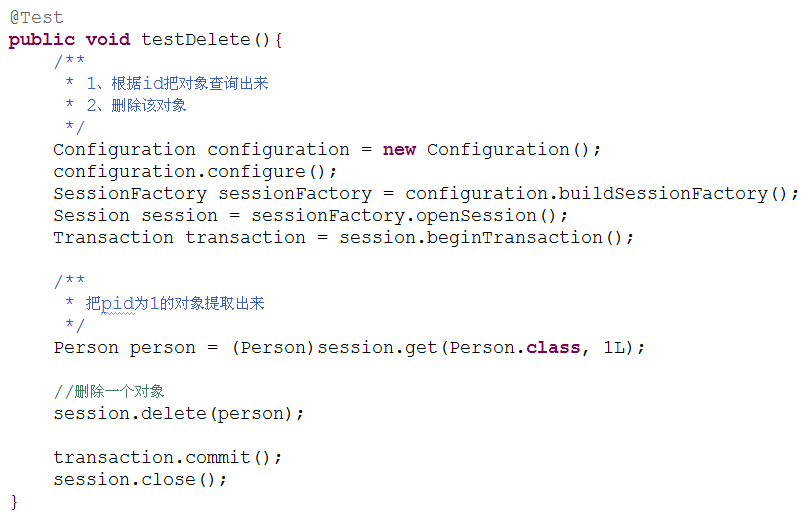 @Test
public void testDelete(){
    /**
     * 1、根据id把对象查询出来
     * 2、删除该对象
     */
    Configuration configuration = new Configuration();
    configuration.configure();
    SessionFactory sessionFactory = configuration.buildSessionFactory();
    Session session = sessionFactory.openSession();
    Transaction transaction = session.beginTransaction();

    /**
     * 把pid为1的对象提取出来
     */
    Person person = (Person)session.get(Person.class, 1L);

    //删除一个对象
    session.delete(person);

    transaction.commit();
    session.close();
}